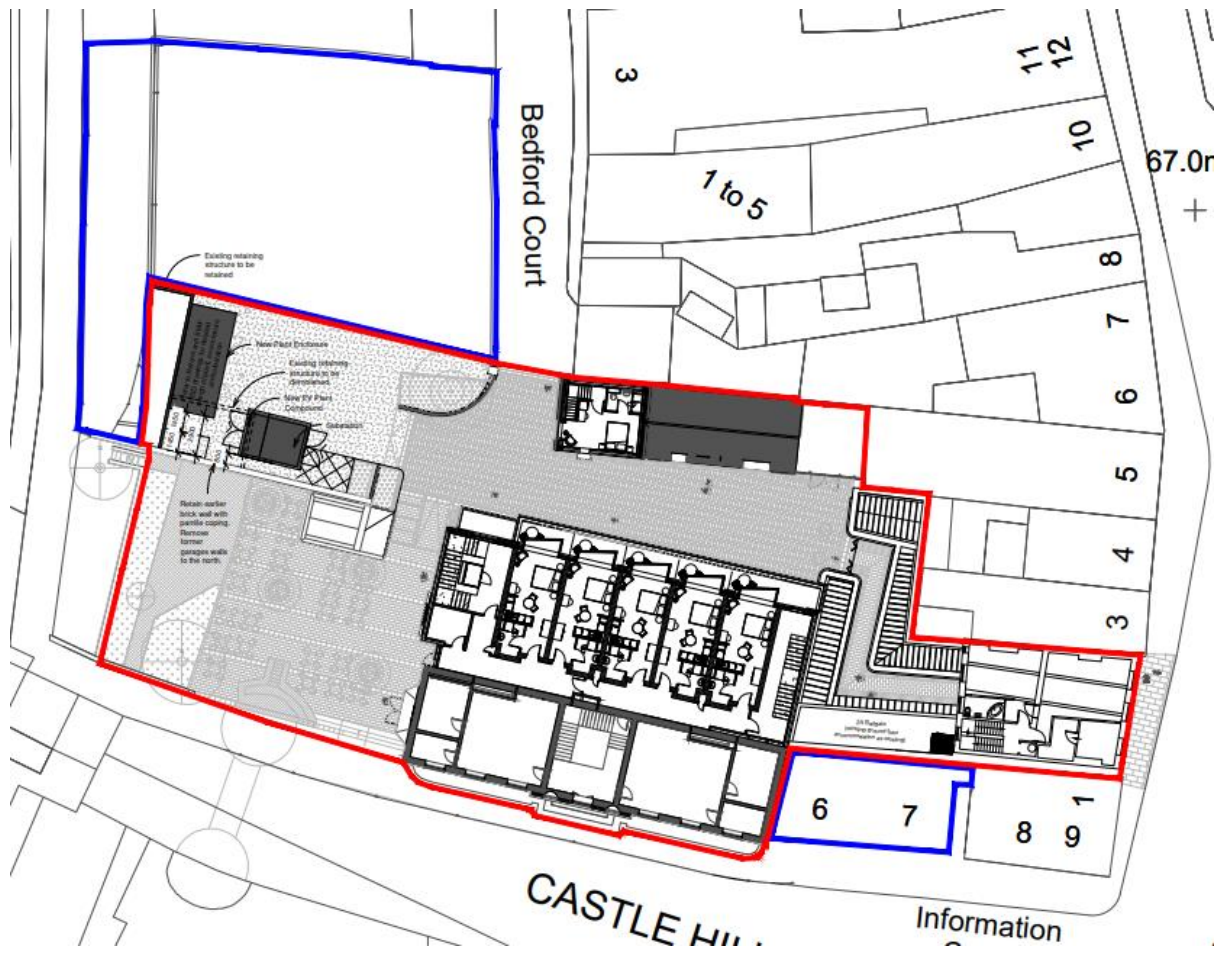 3
11
12
Bedford Court
10
67.0m
1 to 5
8
7
6
5
4
3
Existing retaining
structure to be
retained
New Plant Enclosure
Existing retaining
structure to be
demolished.
New EV Plant
Compound
Substation
Retain earlier
brick wall with
pantile coping.
Remove
former
garages walls
to the north.
6
7
1
8
9
CASTLE HIL
Information